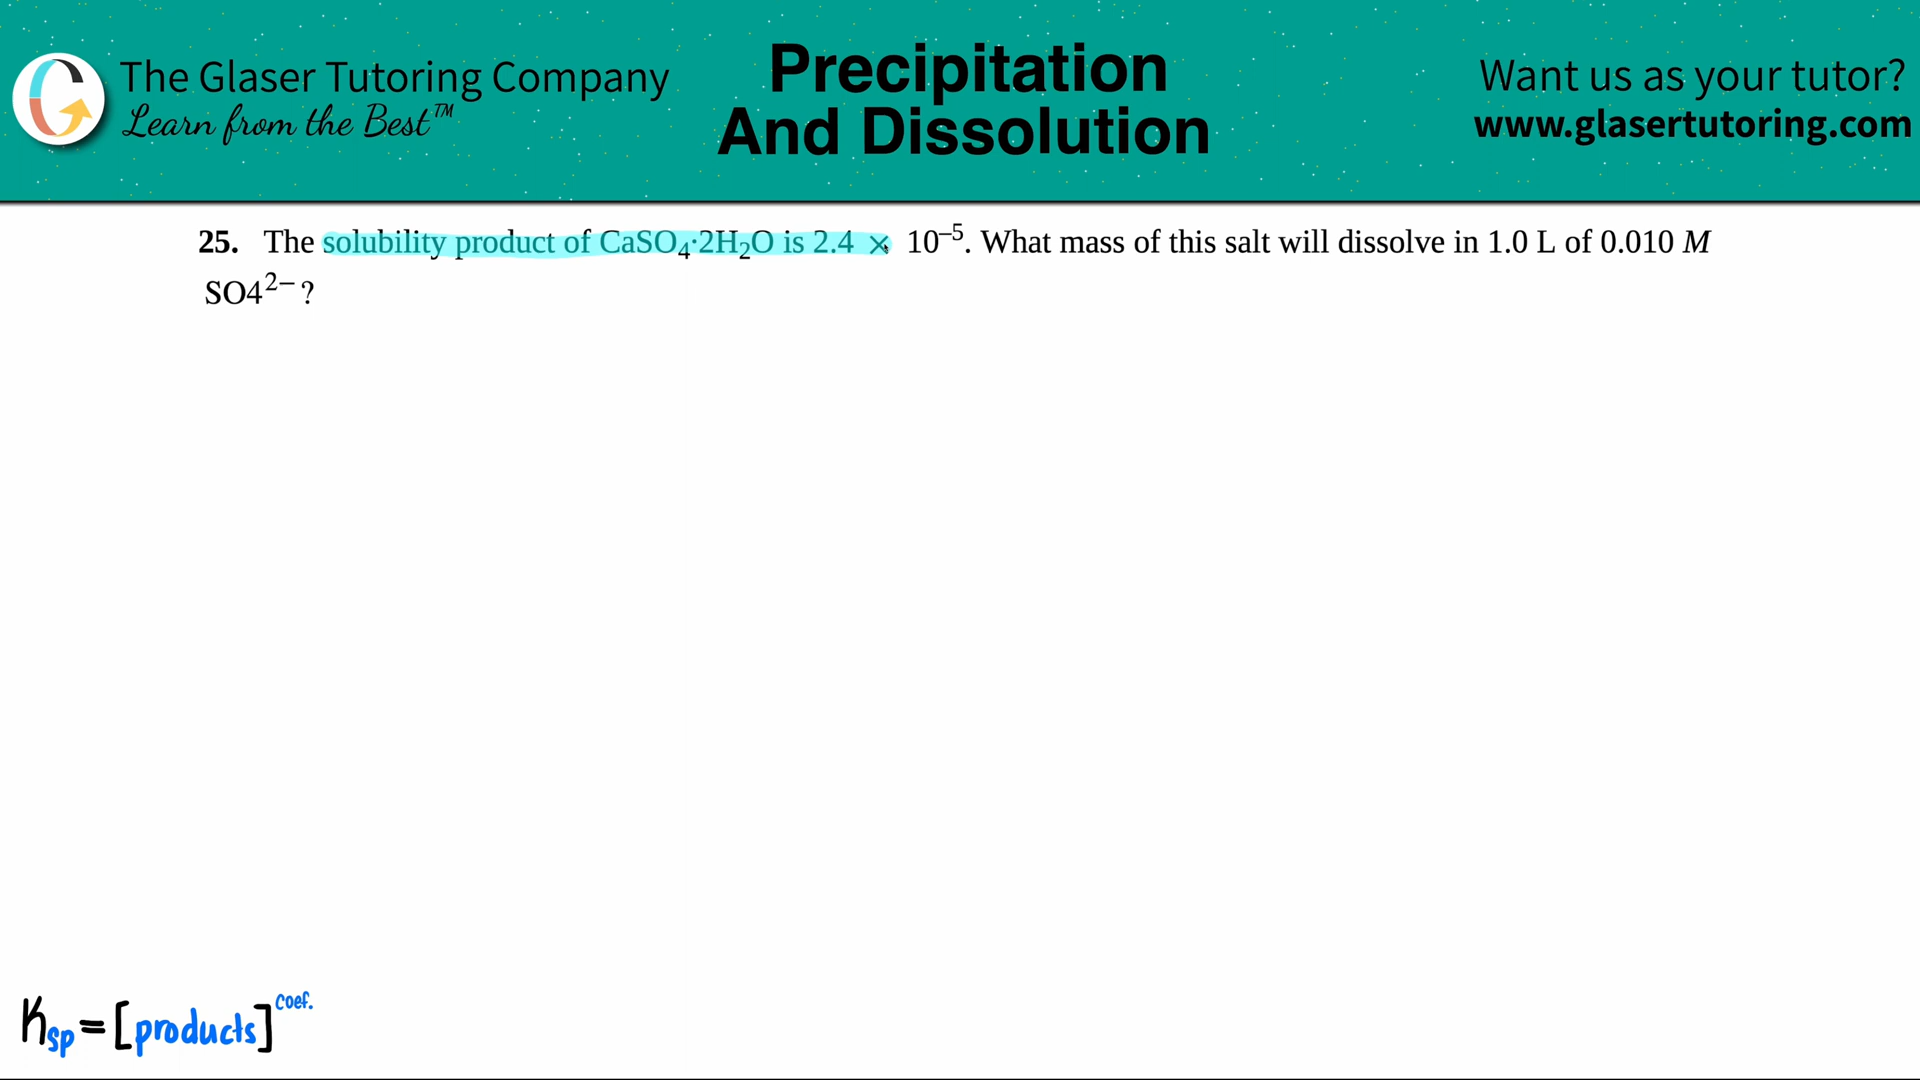 The Glaser Tutoring Company
Learn from the Best™
Precipitation
And Dissolution
Want us as your tutor?
www.glasertutoring.com
25. The solubility product of CaSO₄·2H₂O is 2.4 × 10⁻⁵. What mass of this salt will dissolve in 1.0 L of 0.010 M
SO4²⁻ ?
Ksp = [products]^coef.